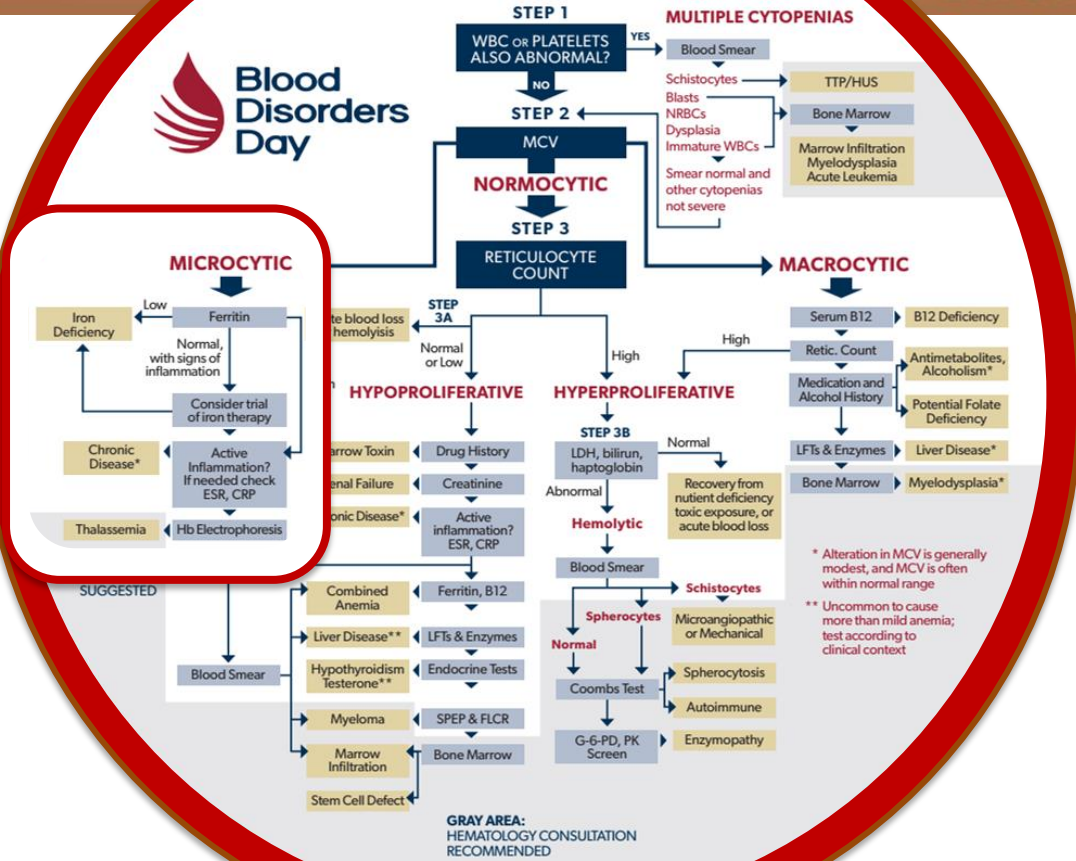 STEP 1
WBC OR PLATELETS
ALSO ABNORMAL?
YES
NO
MULTIPLE CYTOPENIAS
Blood Smear
Schistocytes
TTP/HUS
Blasts
NRBCs
Dysplasia
Immature WBCs
Bone Marrow
Marrow Infiltration
Myelodysplasia
Acute Leukemia
Smear normal and
other cytopenias
not severe
Blood
Disorders
Day
STEP 2
MCV
NORMOCYTIC
STEP 3
RETICULOCYTE
COUNT
MICROCYTIC
Low
Ferritin
Iron
Deficiency
Normal,
with signs of
inflammation
Consider trial
of iron therapy
Chronic
Disease*
Active
Inflammation?
If needed check
ESR, CRP
Thalassemia
Hb Electrophoresis
SUGGESTED
Blood Smear
STEP
3A
blood loss
hemolyisis
Normal
or Low
HYPOPROLIFERATIVE
Drug History
Toxin
Creatinine
Failure
Disease*
Active
inflammation?
ESR, CRP
Combined
Anemia
Ferritin, B12
Liver Disease**
LFTs & Enzymes
Hypothyroidism
Testerone**
Endocrine Tests
Myeloma
SPEP & FLCR
Marrow
Infiltration
Bone Marrow
Stem Cell Defect
High
High
HYPERPROLIFERATIVE
STEP 3B
LDH, bilirun,
haptoglobin
Normal
Abnormal
Recovery from
nutient deficiency
toxic exposure, or
acute blood loss
Hemolytic
Blood Smear
Schistocytes
Spherocytes
Normal
Microangiopathic
or Mechanical
Coombs Test
Spherocytosis
Autoimmune
G-6-PD, PK
Screen
Enzymopathy
MACROCYTIC
Serum B12
B12 Deficiency
Retic. Count
Antimetabolites,
Alcoholism*
Medication and
Alcohol History
Potential Folate
Deficiency
LFTs & Enzymes
Liver Disease*
Bone Marrow
Myelodysplasia*
* Alteration in MCV is generally
modest, and MCV is often
within normal range
** Uncommon to cause
more than mild anemia;
test according to
clinical context
GRAY AREA:
HEMATOLOGY CONSULTATION
RECOMMENDED